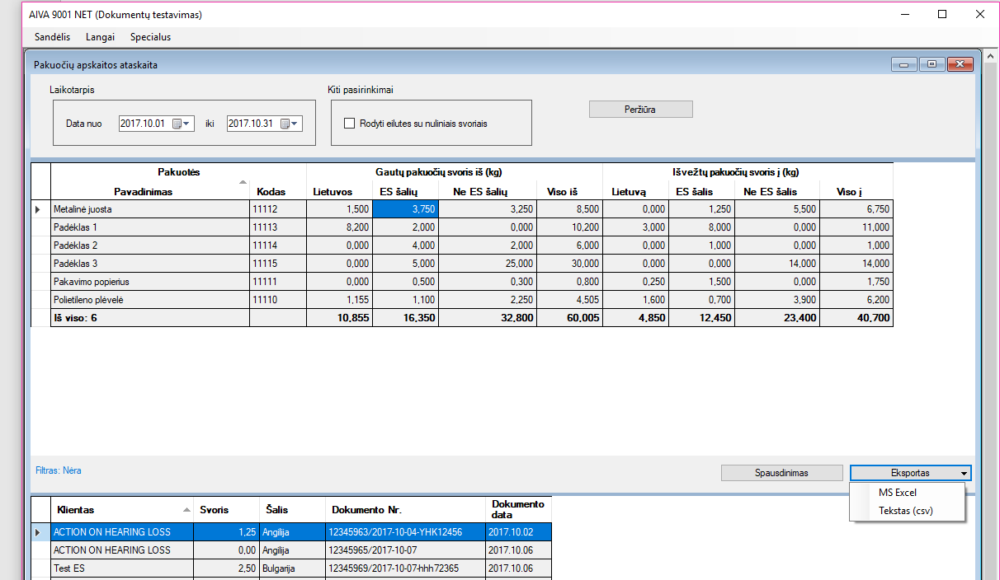 AIVA 9001 NET (Dokumentų testavimas)
Sandėlis Langai Specialus
Pakuočių apskaitos ataskaita
Laikotarpis Kiti pasirinkimai
Data nuo 2017.10.01 iki 2017.10.31 Rodyti eilutes su nuliniais svoriais Peržiūra
Pakuotės Gautų pakuočių svoris iš (kg) Išvežtų pakuočių svoris į (kg)
Pavadinimas Kodas Lietuvos ES šalių Ne ES šalių Viso iš Lietuvą ES šalis Ne ES šalis Viso į
Metalinė juosta 11112 1,500 3,750 3,250 8,500 0,000 1,250 5,500 6,750
Padėklas 1 11113 8,200 2,000 0,000 10,200 3,000 8,000 0,000 11,000
Padėklas 2 11114 0,000 4,000 2,000 6,000 0,000 1,000 0,000 1,000
Padėklas 3 11115 0,000 5,000 25,000 30,000 0,000 0,000 14,000 14,000
Pakavimo popierius 11111 0,000 0,500 0,300 0,800 0,250 1,500 0,000 1,750
Polietileno plėvelė 11110 1,155 1,100 2,250 4,505 1,600 0,700 3,900 6,200
Iš viso: 6 10,855 16,350 32,800 60,005 4,850 12,450 23,400 40,700
Filtras: Nėra Spausdinimas Eksportas
MS Excel
Tekstas (csv)
Klientas Svoris Šalis Dokumento Nr. Dokumento
data
ACTION ON HEARING LOSS 1,25 Anglija 12345963/2017-10-04-YHK12456 2017.10.02
ACTION ON HEARING LOSS 0,00 Anglija 12345965/2017-10-07 2017.10.06
Test ES 2,50 Bulgarija 12345969/2017-10-07-hhh72365 2017.10.06